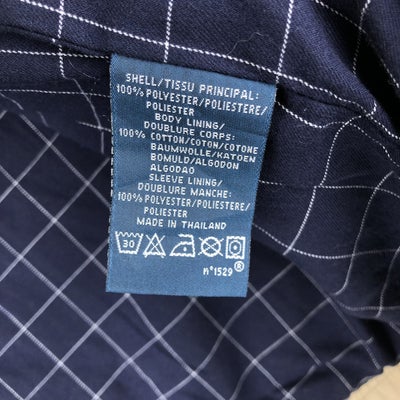 SHELL/TISSU PRINCIPAL:
100% POLYESTER/POLIESTERE/
POLIESTER
BODY LINING/
DOUBLURE CORPS:
100% COTTON/COTON/COTONE
BAUMWOLLE/KATOEN
BOMULD/ALGODON
ALGODAO
SLEEVE LINING/
DOUBLURE MANCHE:
100% POLYESTER/POLIESTERE/
POLIESTER
MADE IN THAILAND
30
n°1529®